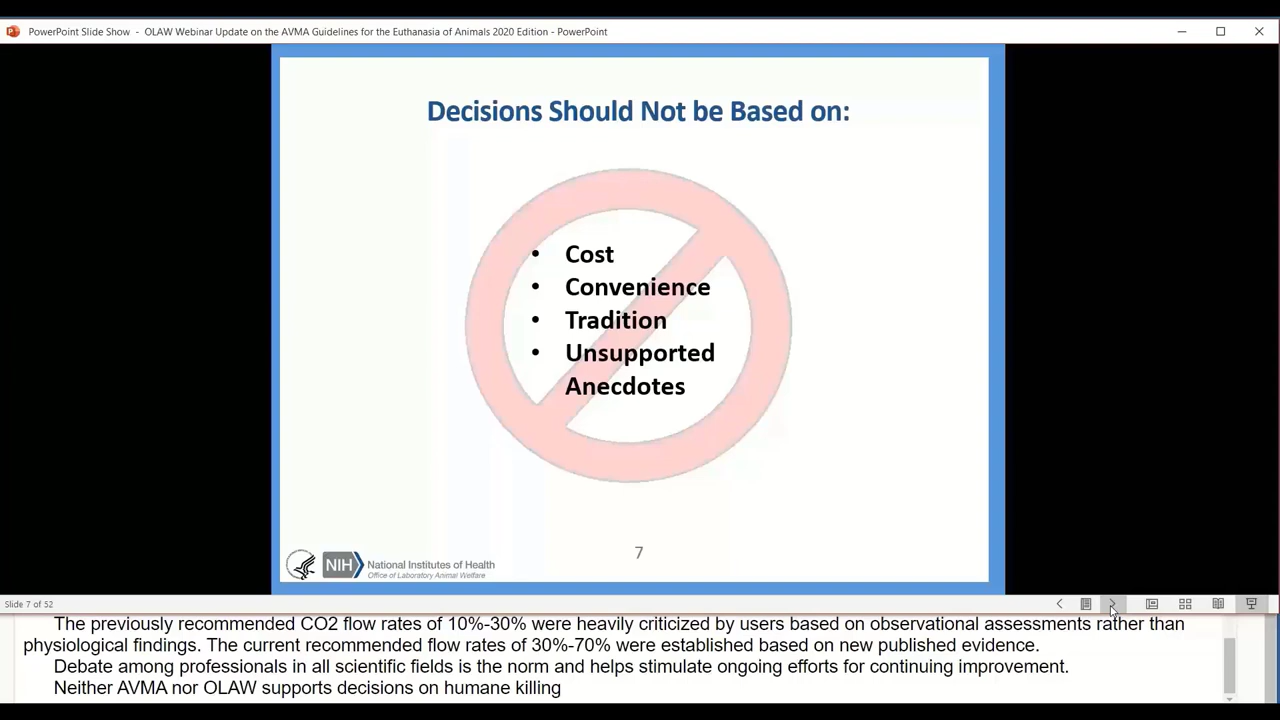 PowerPoint Slide Show - OLAW Webinar Update on the AVMA Guidelines for the Euthanasia of Animals 2020 Edition - PowerPoint
Decisions Should Not be Based on:
• Cost
• Convenience
• Tradition
• Unsupported
Anecdotes
7
NIH National Institutes of Health
Office of Laboratory Animal Welfare
Slide 7 of 52
The previously recommended CO2 flow rates of 10%-30% were heavily criticized by users based on observational assessments rather than
physiological findings. The current recommended flow rates of 30%-70% were established based on new published evidence.
Debate among professionals in all scientific fields is the norm and helps stimulate ongoing efforts for continuing improvement.
Neither AVMA nor OLAW supports decisions on humane killing